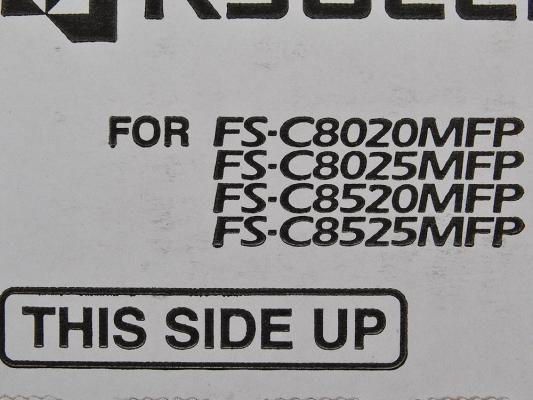 FOR FS-C8020MFP
FS-C8025MFP
FS-C8520MFP
FS-C8525MFP
THIS SIDE UP